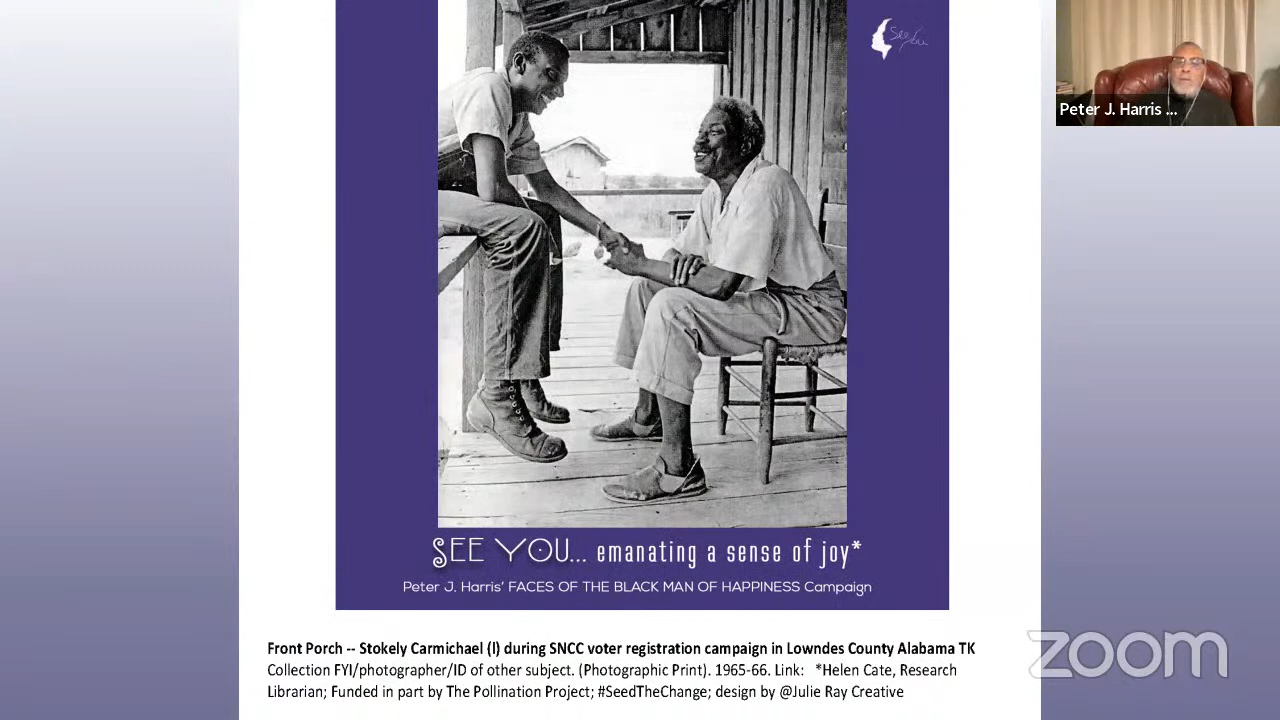 See You
Peter J. Harris ...
SEE YOU... emanating a sense of joy*
Peter J. Harris' FACES OF THE BLACK MAN OF HAPPINESS Campaign
Front Porch -- Stokely Carmichael (l) during SNCC voter registration campaign in Lowndes County Alabama TK
Collection FYI/photographer/ID of other subject. (Photographic Print). 1965-66. Link: *Helen Cate, Research
Librarian; Funded in part by The Pollination Project; #SeedTheChange; design by @Julie Ray Creative
zoom